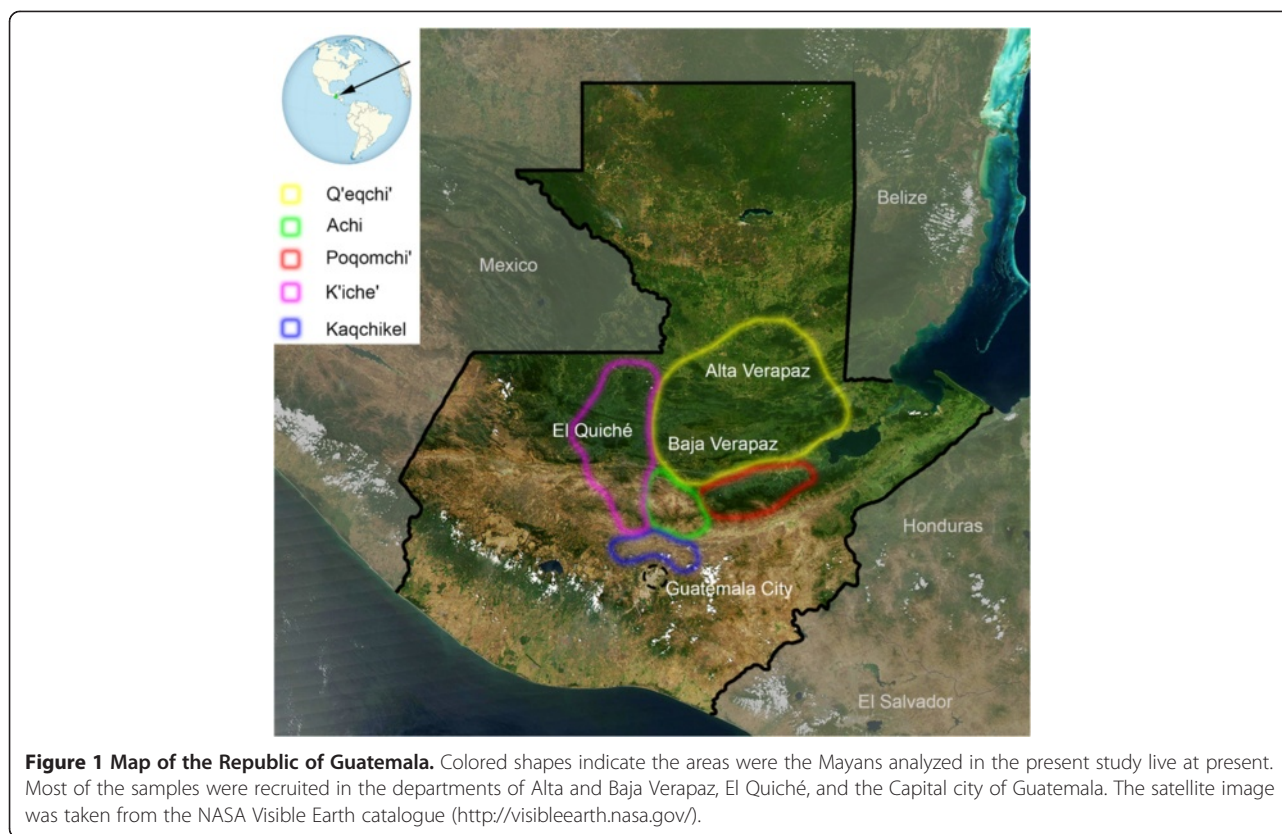 Q'eqchi'
Achi
Poqomchi'
K'iche'
Kaqchikel
Mexico
Belize
Alta Verapaz
El Quiché
Baja Verapaz
Honduras
Guatemala City
El Salvador
Figure 1 Map of the Republic of Guatemala. Colored shapes indicate the areas were the Mayans analyzed in the present study live at present.
Most of the samples were recruited in the departments of Alta and Baja Verapaz, El Quiché, and the Capital city of Guatemala. The satellite image
was taken from the NASA Visible Earth catalogue (http://visibleearth.nasa.gov/).